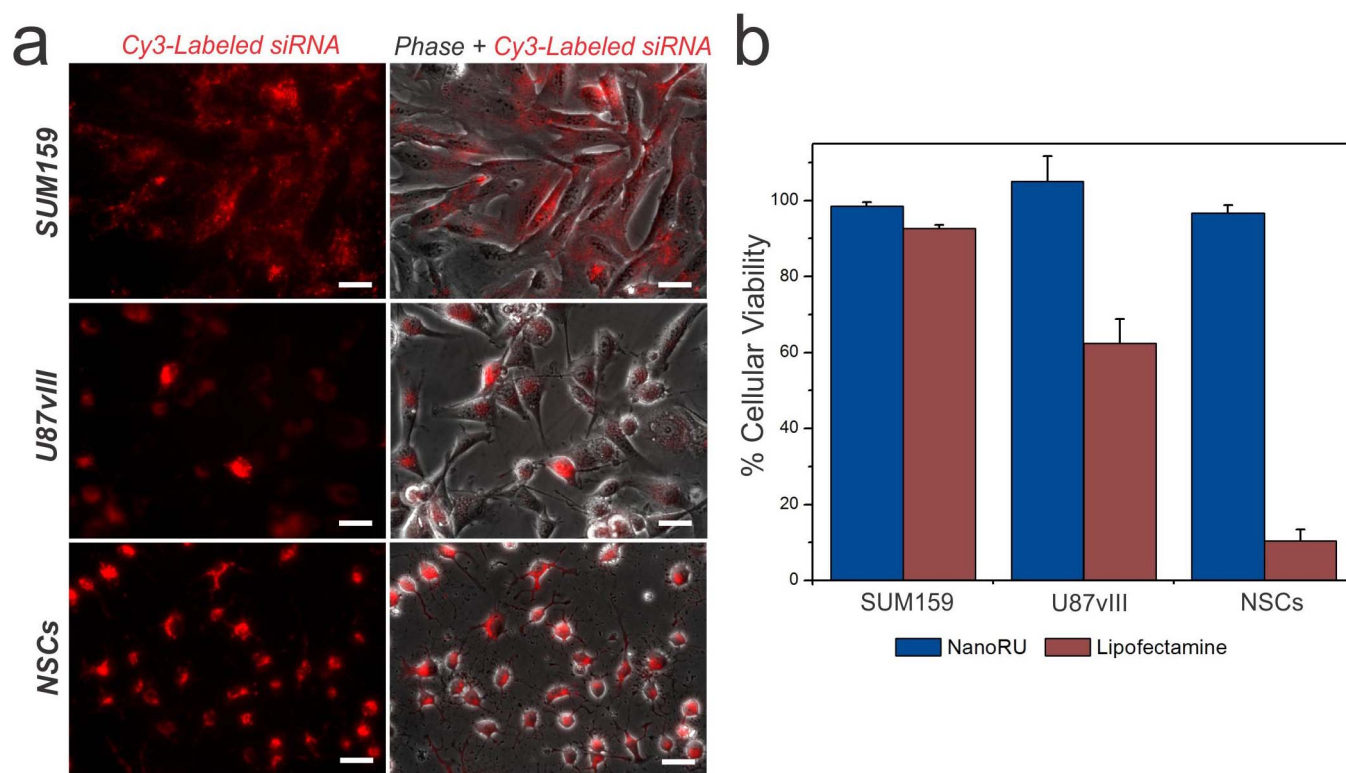 a
Cy3-Labeled siRNA
Phase + Cy3-Labeled siRNA
SUM159
U87vIII
NSCs
b
% Cellular Viability
100
80
60
40
20
0
SUM159 U87vIII NSCs
NanoRU Lipofectamine